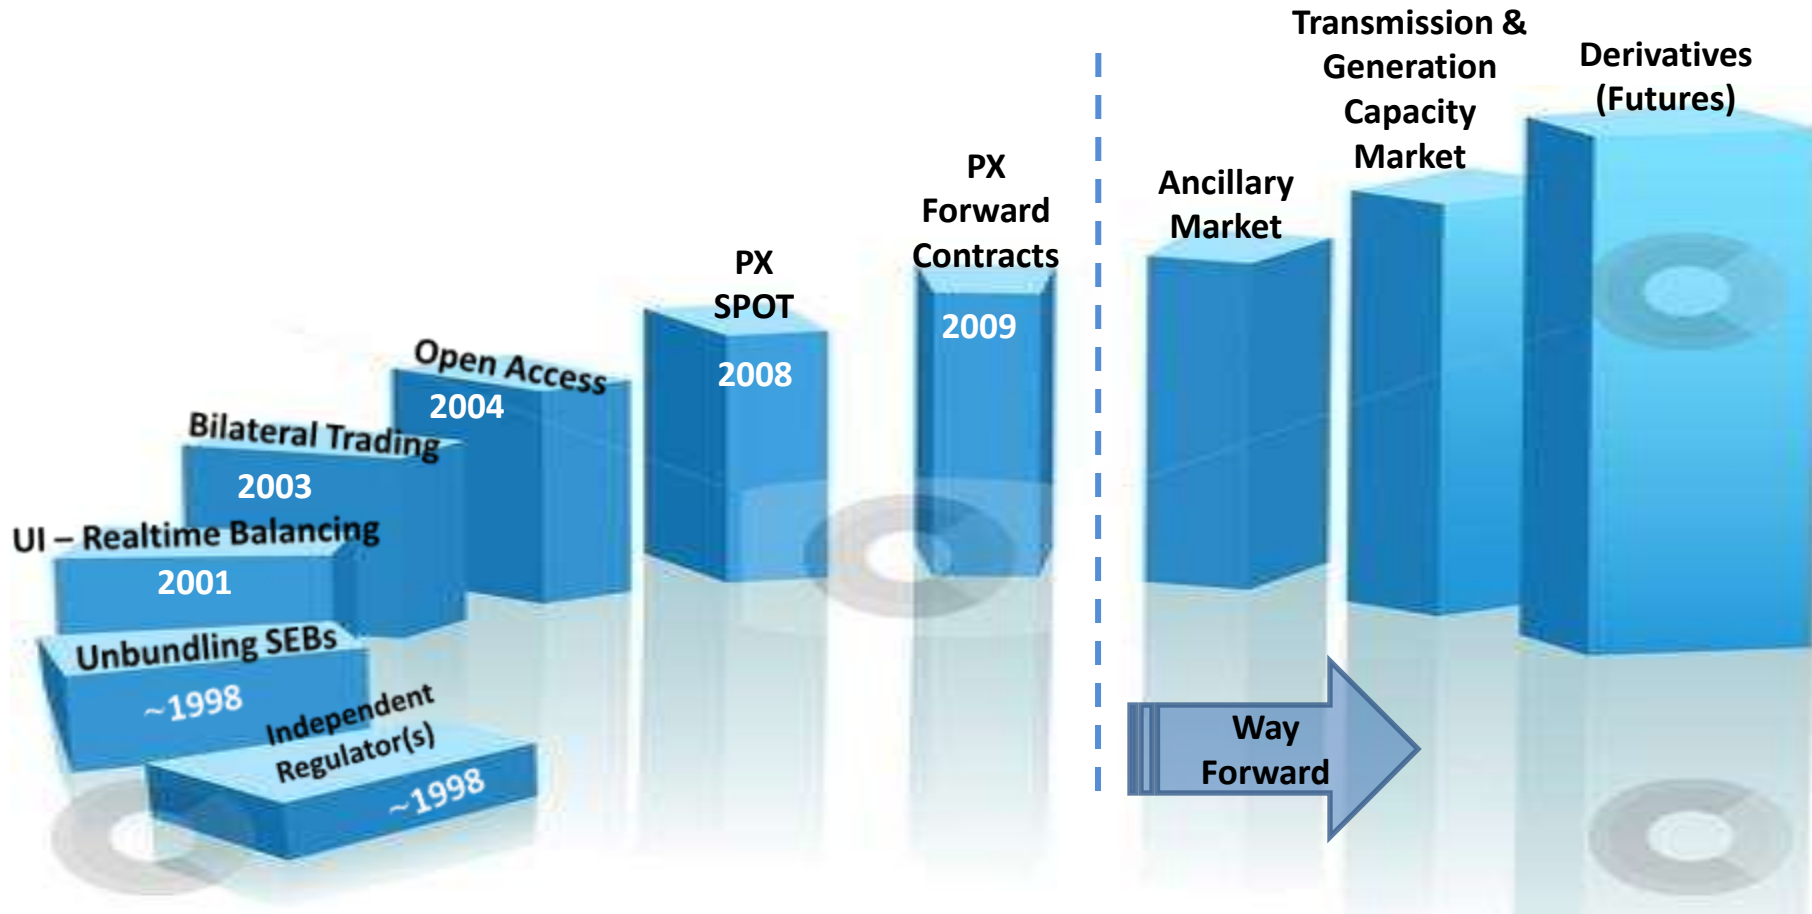 Independent
Regulator(s)
~1998
Unbundling SEBs
~1998
UI – Realtime Balancing
2001
Bilateral Trading
2003
Open Access
2004
PX
SPOT
2008
PX
Forward
Contracts
2009
Ancillary
Market
Transmission &
Generation
Capacity
Market
Derivatives
(Futures)
Way
Forward